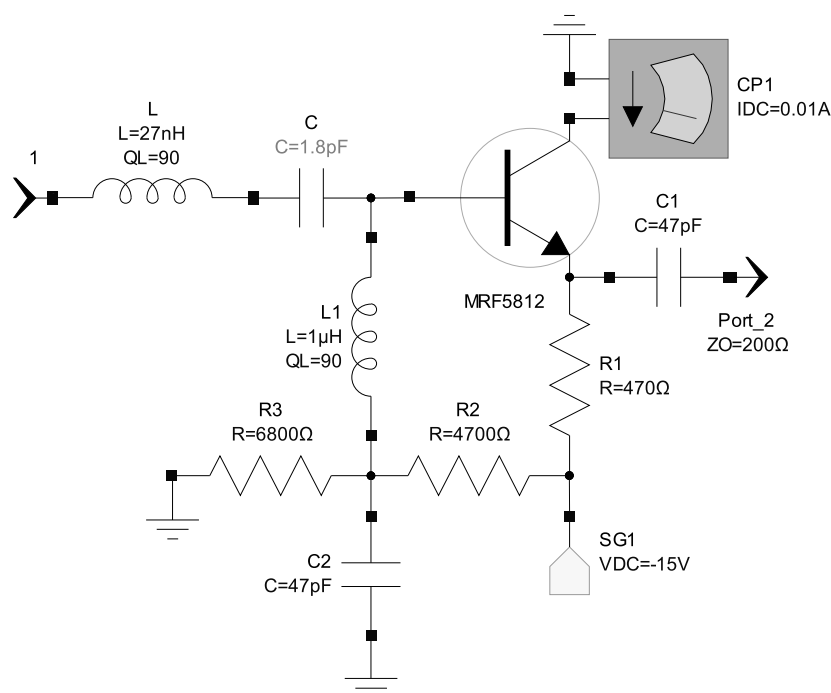 CP1
IDC=0.01A
L
L=27nH
QL=90
C
C=1.8pF
1
C1
C=47pF
MRF5812
Port_2
ZO=200Ω
L1
L=1µH
QL=90
R1
R=470Ω
R3
R=6800Ω
R2
R=4700Ω
SG1
VDC=-15V
C2
C=47pF